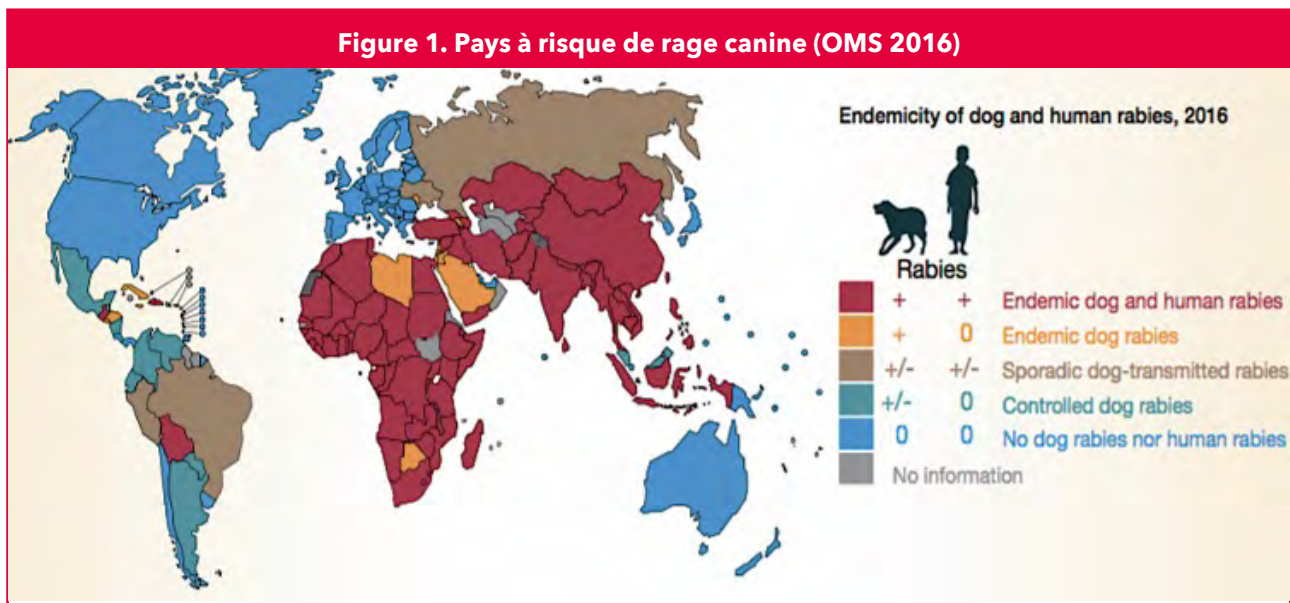 Figure 1. Pays à risque de rage canine (OMS 2016)
Endemicity of dog and human rabies, 2016
Rabies
+ + Endemic dog and human rabies
+ 0 Endemic dog rabies
+/- +/- Sporadic dog-transmitted rabies
+/- 0 Controlled dog rabies
0 0 No dog rabies nor human rabies
No information